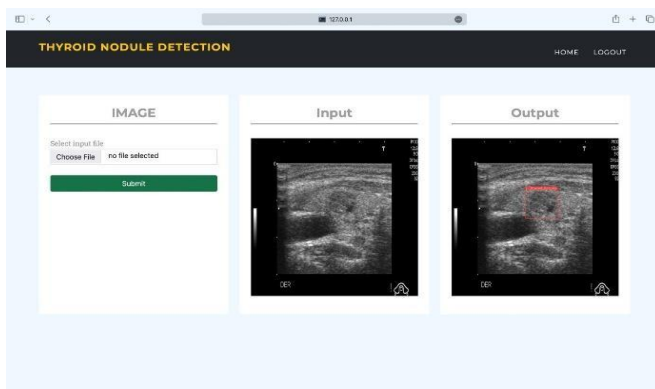 127.0.0.1
THYROID NODULE DETECTION
HOME LOGOUT
IMAGE
Select input file
Choose File no file selected
Submit
Input
T
DER
Output
T
DER